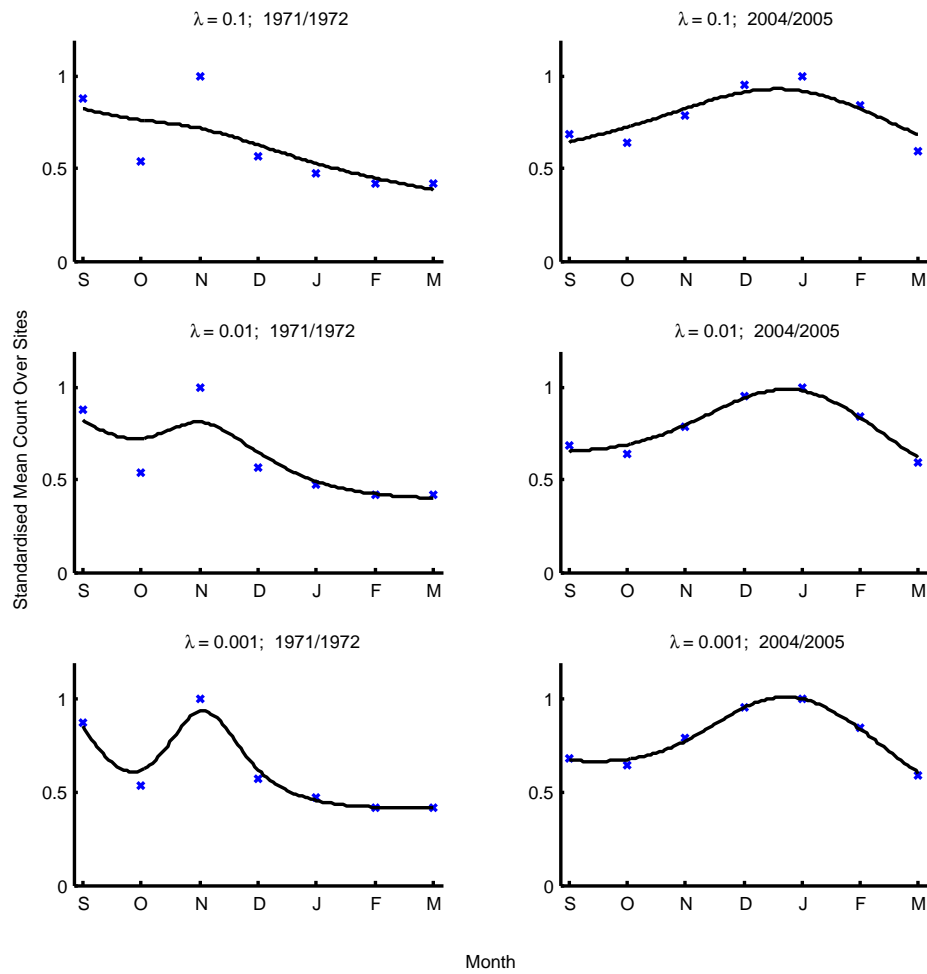 λ = 0.1; 1971/1972
1
0.5
0
S O N D J F M
λ = 0.1; 2004/2005
1
0.5
0
S O N D J F M
Standardised Mean Count Over Sites
λ = 0.01; 1971/1972
1
0.5
0
S O N D J F M
λ = 0.01; 2004/2005
1
0.5
0
S O N D J F M
λ = 0.001; 1971/1972
1
0.5
0
S O N D J F M
λ = 0.001; 2004/2005
1
0.5
0
S O N D J F M
Month